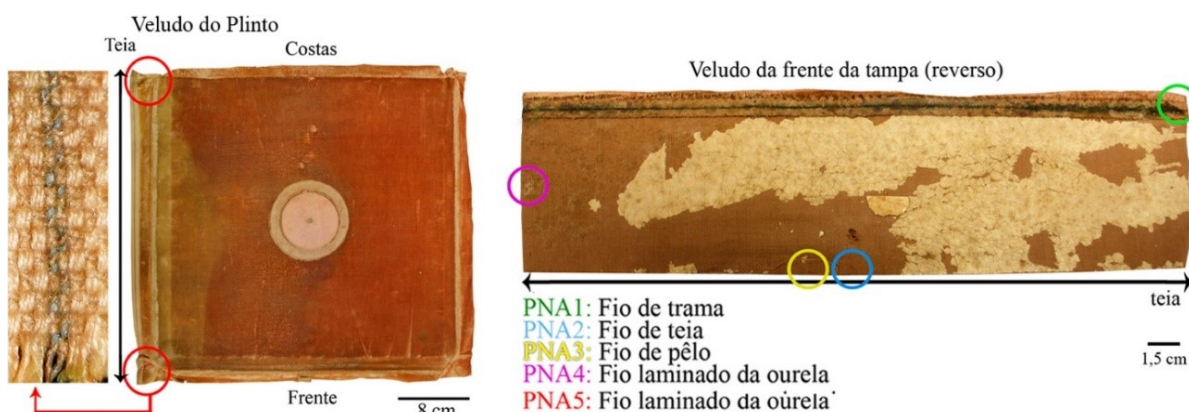 Veludo do Plinto
Teia
Costas
Frente
8 cm
Veludo da frente da tampa (reverso)
teia
PNA1: Fio de trama
PNA2: Fio de teia
PNA3: Fio de pêlo
PNA4: Fio laminado da ourela
PNA5: Fio laminado da ourela
1,5 cm